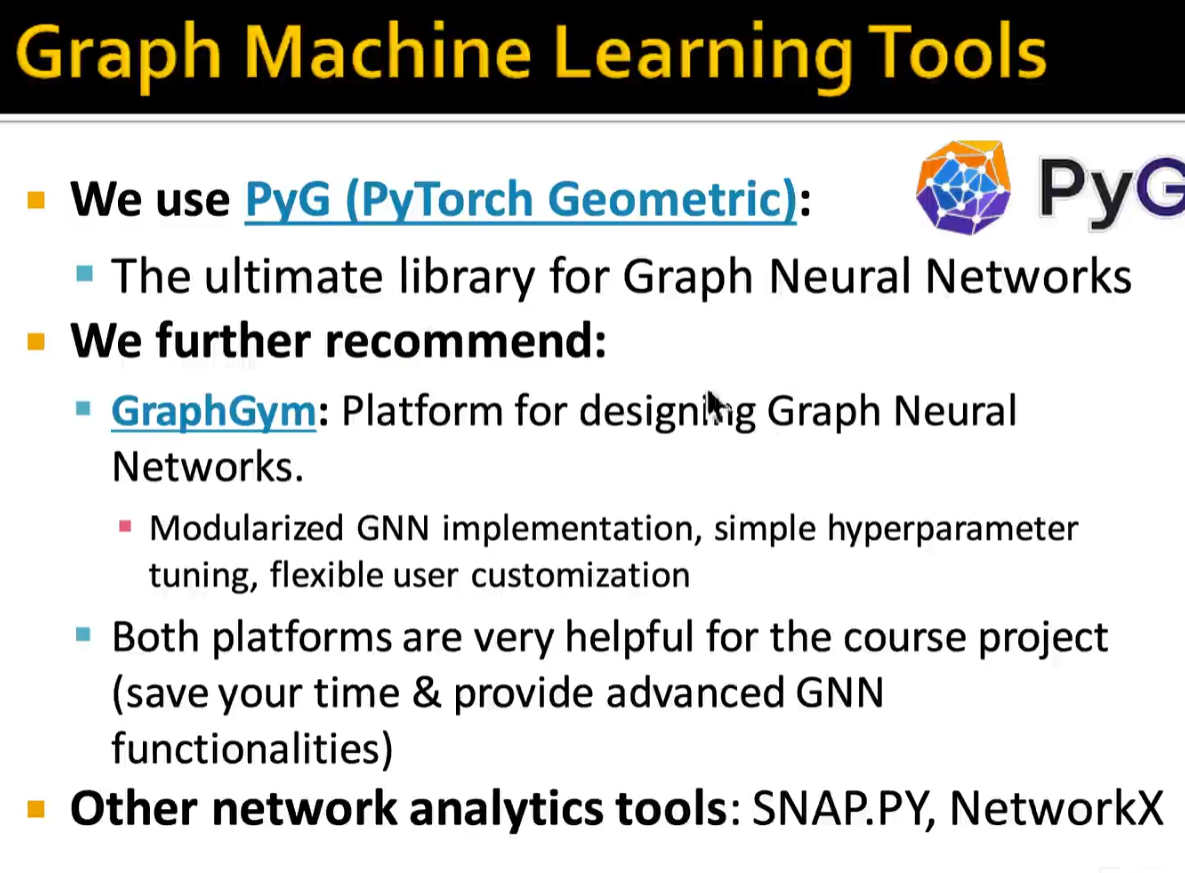 Graph Machine Learning Tools
PyG
We use PyG (PyTorch Geometric):
The ultimate library for Graph Neural Networks
We further recommend:
GraphGym: Platform for designing Graph Neural
Networks.
Modularized GNN implementation, simple hyperparameter
tuning, flexible user customization
Both platforms are very helpful for the course project
(save your time & provide advanced GNN
functionalities)
Other network analytics tools: SNAP.PY, NetworkX